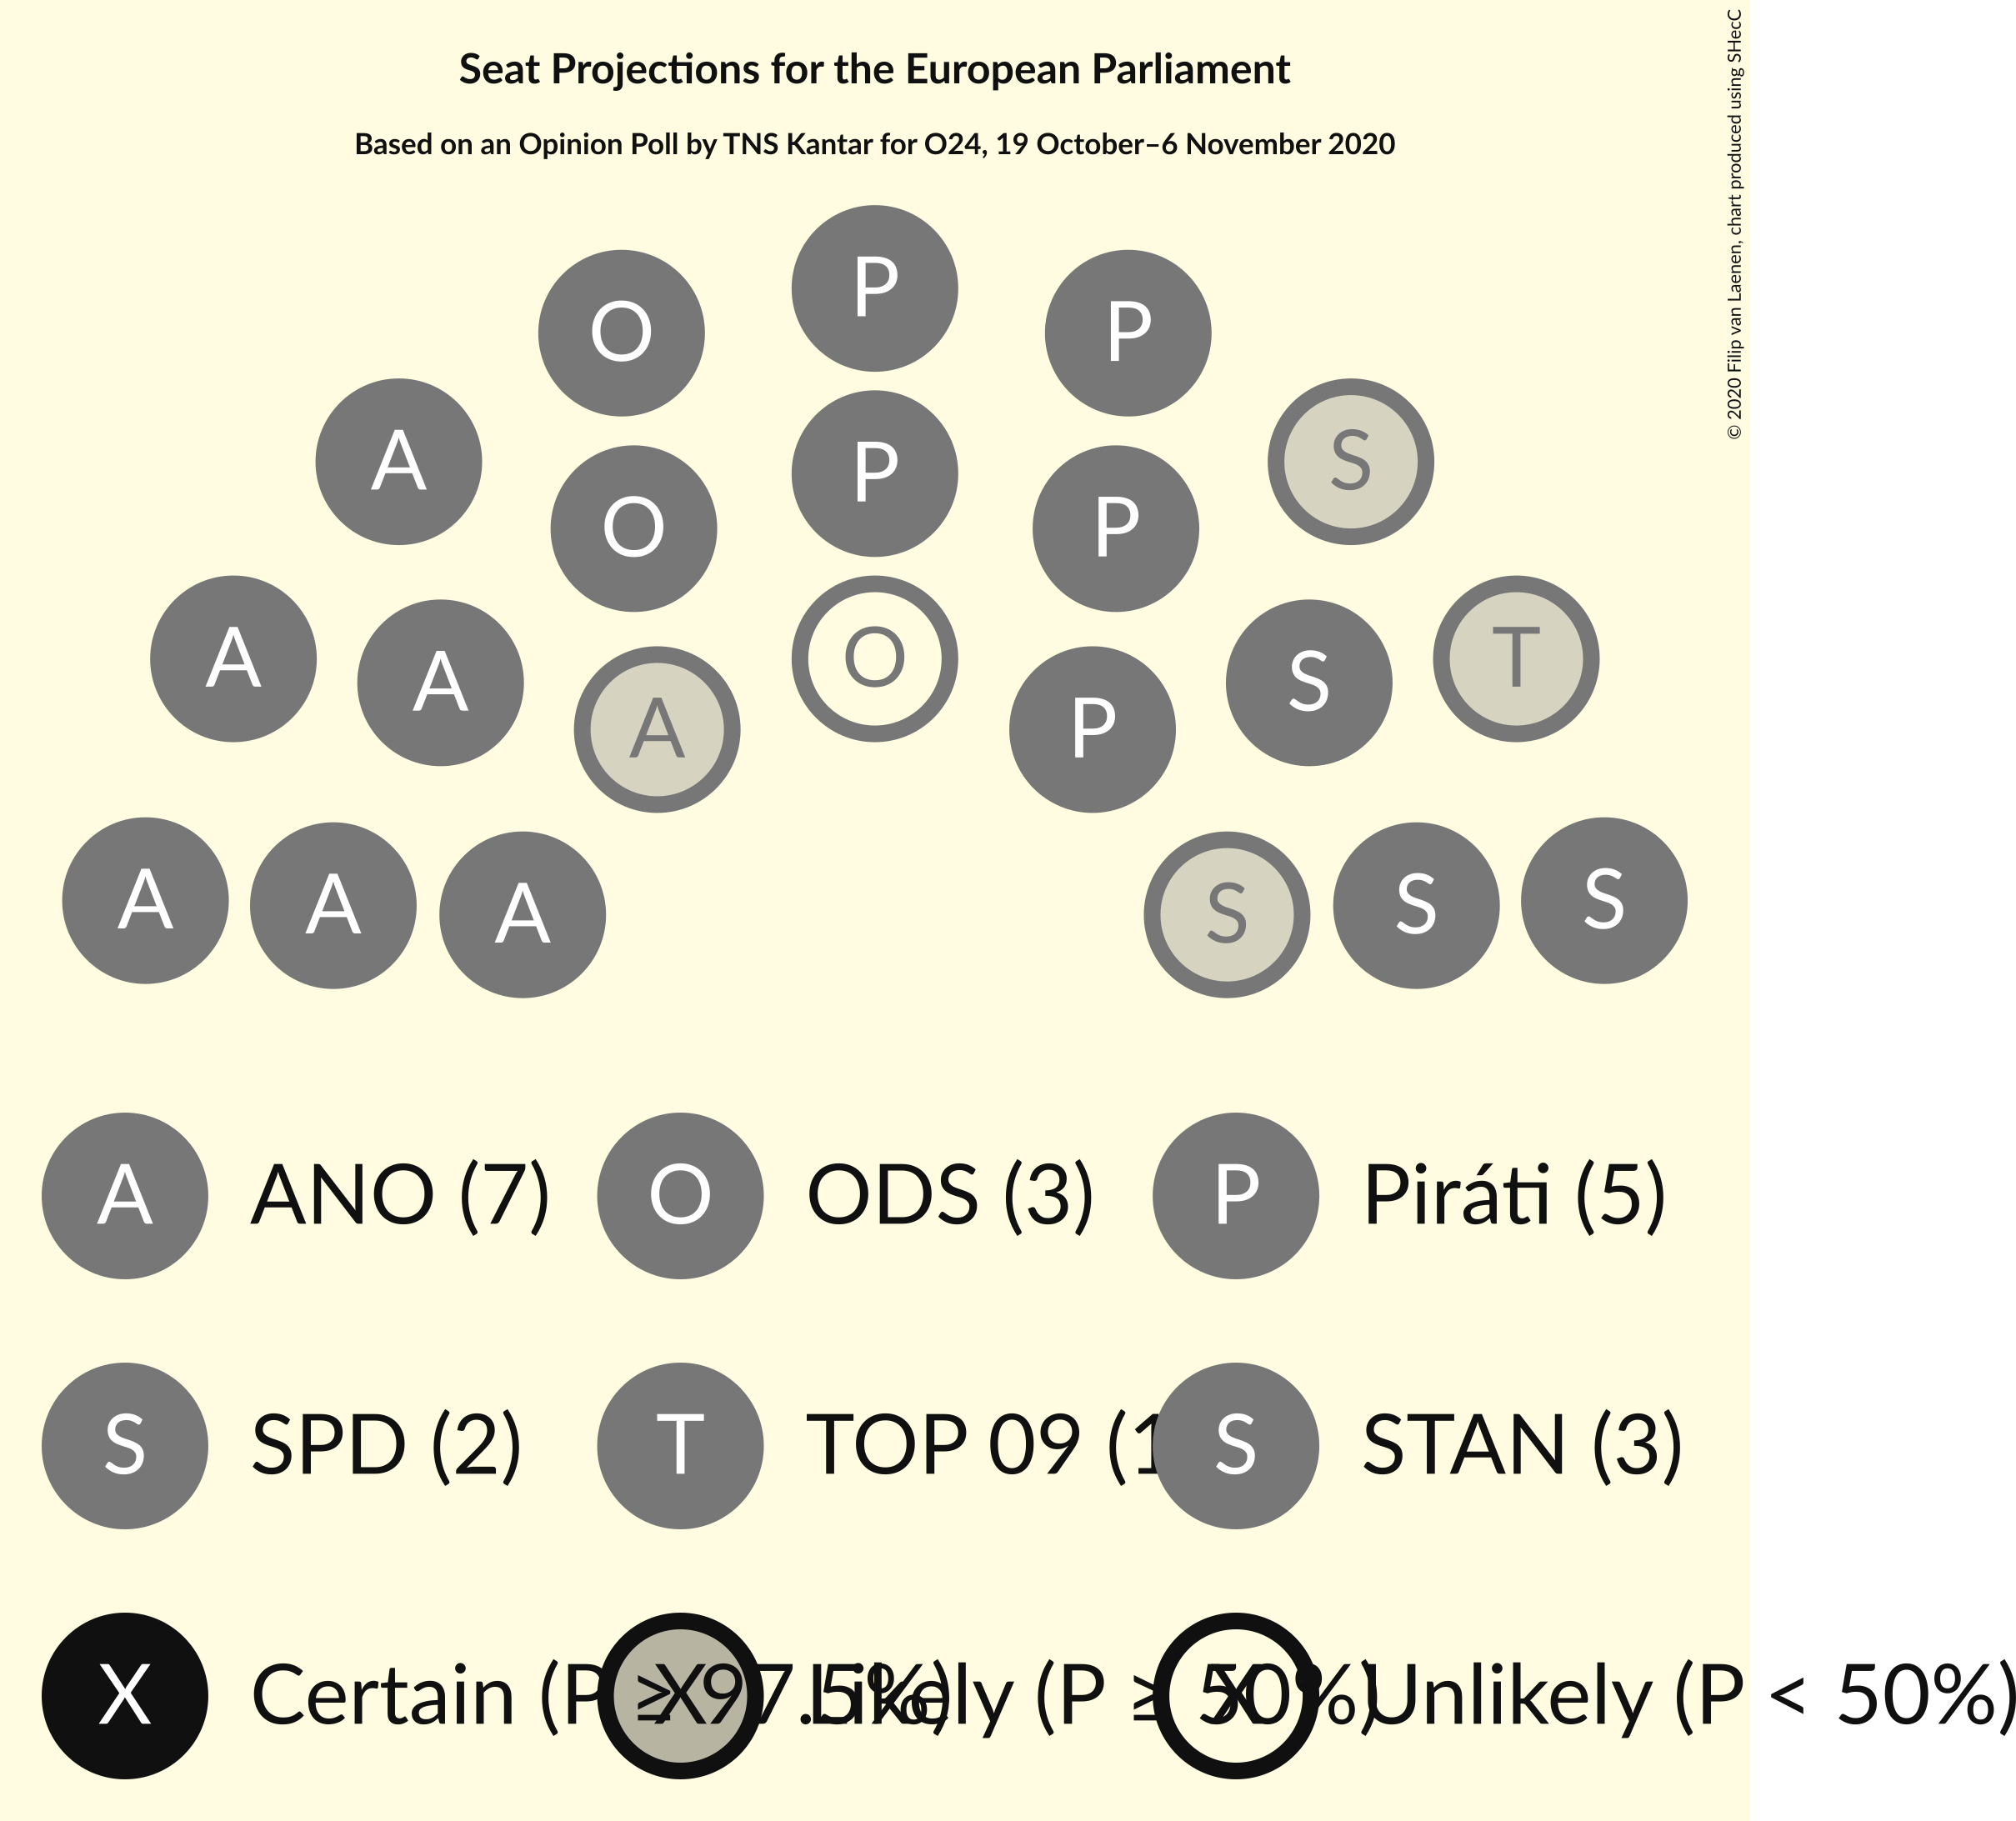 Seat Projections for the European Parliament
Based on an Opinion Poll by TNS Kantar for O24, 19 October–6 November 2020
© 2020 Filip van Laenen, chart produced using SHecC
P
O P P
A P S
O P
A A O S T
A P
A A A S S S
A ANO (7) O ODS (3) P Piráti (5)
S SPD (2) T TOP 09 (1 S STAN (3)
X Certain (P ≥ 97.5%) X Likely (P ≥ 50%) X Unlikely (P < 50%)